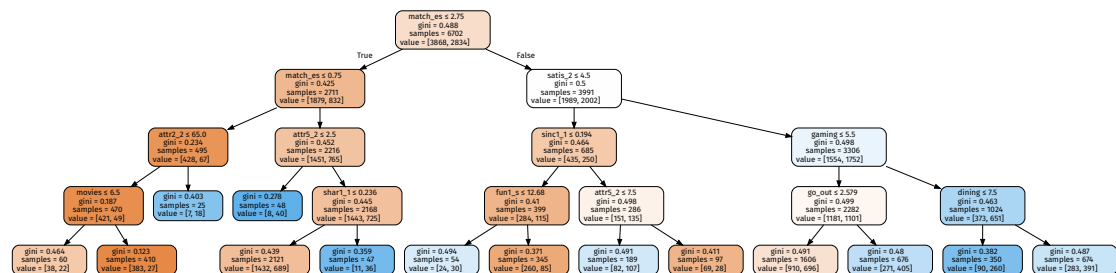 match_es ≤ 2.75
gini = 0.488
samples = 6702
value = [3868, 2834]
True
False
match_es ≤ 0.75
gini = 0.425
samples = 2711
value = [1879, 832]
satis_2 ≤ 4.5
gini = 0.5
samples = 3991
value = [1989, 2002]
attr2_2 ≤ 65.0
gini = 0.234
samples = 495
value = [428, 67]
attr5_2 ≤ 2.5
gini = 0.452
samples = 2216
value = [1451, 765]
sinc1_1 ≤ 0.194
gini = 0.464
samples = 685
value = [435, 250]
gaming ≤ 5.5
gini = 0.498
samples = 3306
value = [1554, 1752]
movies ≤ 6.5
gini = 0.187
samples = 470
value = [421, 49]
gini = 0.403
samples = 25
value = [7, 18]
gini = 0.278
samples = 48
value = [8, 40]
shar1_1 ≤ 0.236
gini = 0.445
samples = 2168
value = [1443, 725]
fun1_s ≤ 12.68
gini = 0.41
samples = 399
value = [284, 115]
attr5_2 ≤ 7.5
gini = 0.498
samples = 286
value = [151, 135]
go_out ≤ 2.579
gini = 0.499
samples = 2282
value = [1181, 1101]
dining ≤ 7.5
gini = 0.463
samples = 1024
value = [373, 651]
gini = 0.464
samples = 60
value = [38, 22]
gini = 0.123
samples = 410
value = [383, 27]
gini = 0.439
samples = 2121
value = [1432, 689]
gini = 0.359
samples = 47
value = [11, 36]
gini = 0.494
samples = 54
value = [24, 30]
gini = 0.371
samples = 345
value = [260, 85]
gini = 0.491
samples = 189
value = [82, 107]
gini = 0.411
samples = 97
value = [69, 28]
gini = 0.491
samples = 1606
value = [910, 696]
gini = 0.48
samples = 676
value = [271, 405]
gini = 0.382
samples = 350
value = [90, 260]
gini = 0.487
samples = 674
value = [283, 391]